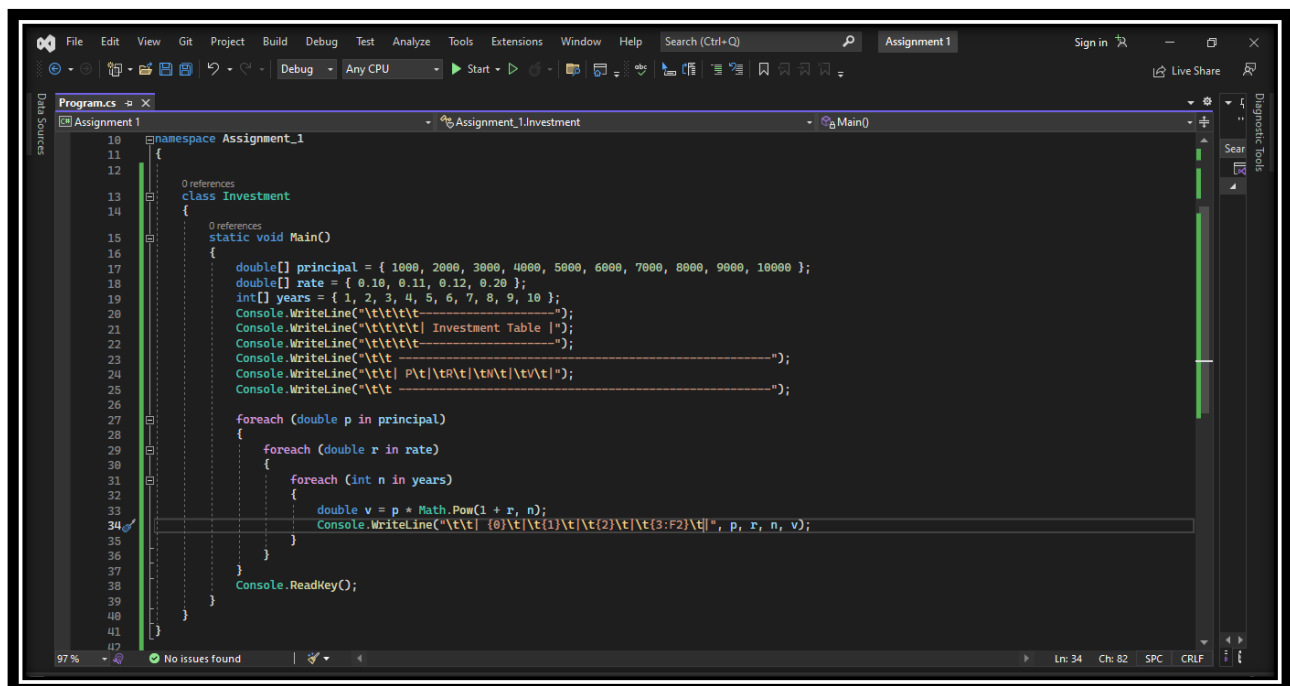 File Edit View Git Project Build Debug Test Analyze Tools Extensions Window Help Search (Ctrl+Q) Assignment 1 Sign in
Debug Any CPU Start Live Share
Data Sources
Program.cs
Assignment 1 Assignment_1.Investment Main()
10 namespace Assignment_1
11 {
12
0 references
13 class Investment
14 {
0 references
15 static void Main()
16 {
17 double[] principal = { 1000, 2000, 3000, 4000, 5000, 6000, 7000, 8000, 9000, 10000 };
18 double[] rate = { 0.10, 0.11, 0.12, 0.20 };
19 int[] years = { 1, 2, 3, 4, 5, 6, 7, 8, 9, 10 };
20 Console.WriteLine("\t\t\t\t--------------------");
21 Console.WriteLine("\t\t\t\t| Investment Table |");
22 Console.WriteLine("\t\t\t\t--------------------");
23 Console.WriteLine("\t\t -------------------------------------------------------");
24 Console.WriteLine("\t\t| P\t|\tR\t|\tN\t|\tV\t|");
25 Console.WriteLine("\t\t -------------------------------------------------------");
26
27 foreach (double p in principal)
28 {
29 foreach (double r in rate)
30 {
31 foreach (int n in years)
32 {
33 double v = p * Math.Pow(1 + r, n);
34 Console.WriteLine("\t\t| {0}\t|\t{1}\t|\t{2}\t|\t{3:F2}\t|", p, r, n, v);
35 }
36 }
37 }
38 Console.ReadKey();
39 }
40 }
41 }
42
97 % No issues found Ln: 34 Ch: 82 SPC CRLF
Diagnostic Tools
Sear